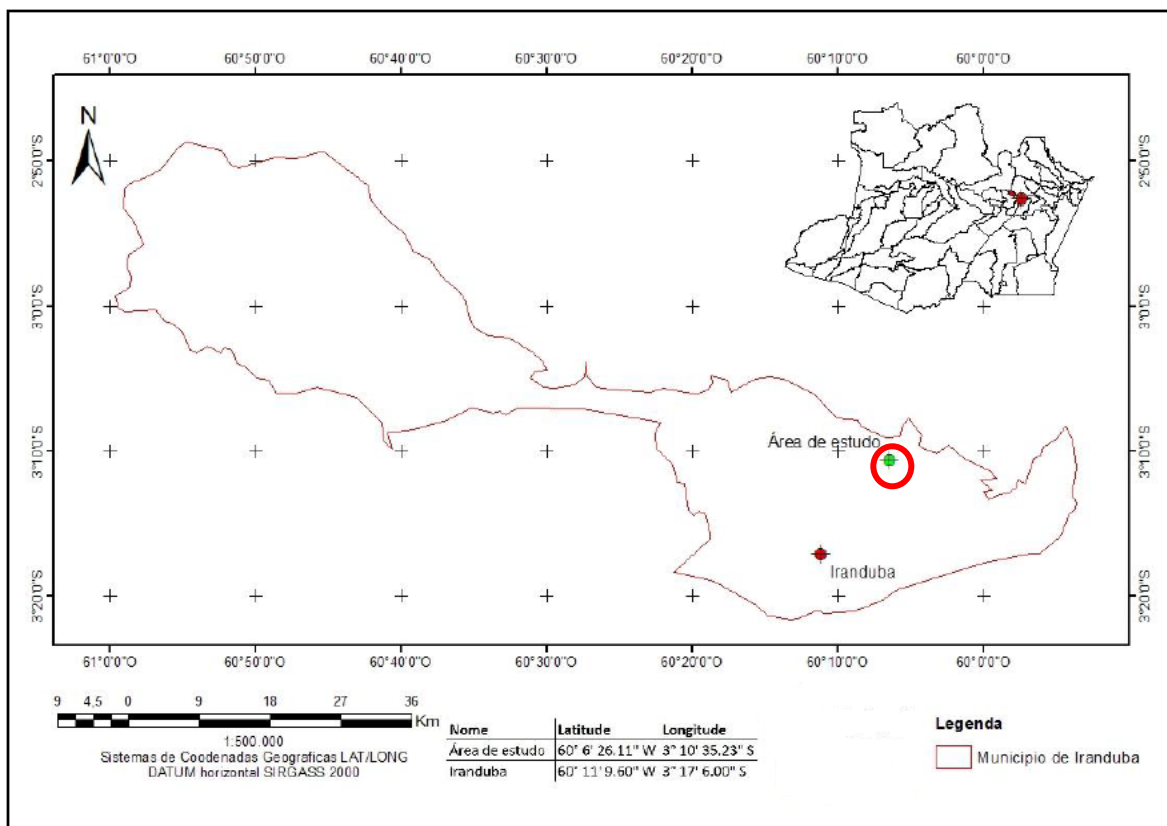 61°0'0"O 60°50'0"O 60°40'0"O 60°30'0"O 60°20'0"O 60°10'0"O 60°0'0"O
N
2°50'0"S 2°50'0"S
3°0'0"S 3°0'0"S
Área de estudo
3°10'0"S 3°10'0"S
Iranduba
3°20'0"S 3°20'0"S
61°0'0"O 60°50'0"O 60°40'0"O 60°30'0"O 60°20'0"O 60°10'0"O 60°0'0"O
9 4,5 0 9 18 27 36
Km
1:500.000
Sistemas de Coodenadas Geograficas LAT/LONG
DATUM horizontal SIRGASS 2000
Nome Latitude Longitude
Área de estudo 60° 6' 26.11" W 3° 10' 35.23" S
Iranduba 60° 11' 9.60" W 3° 17' 6.00" S
Legenda
Municipio de Iranduba